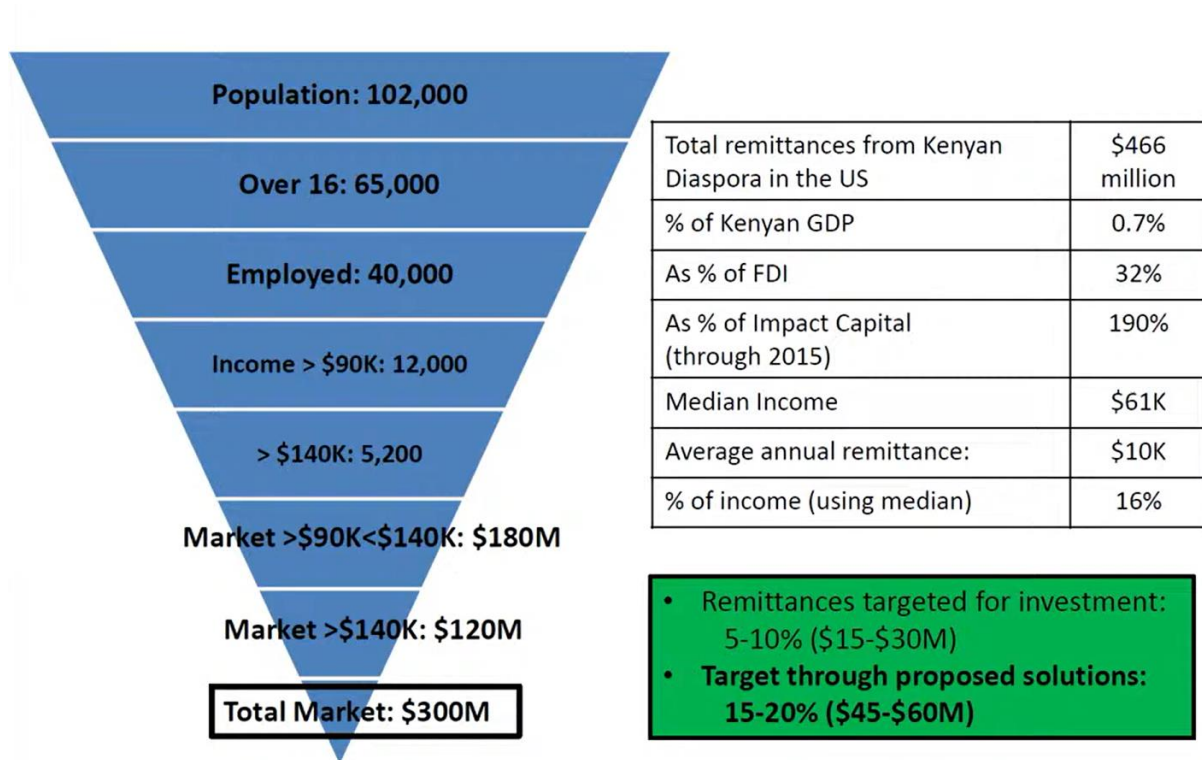 Population: 102,000
Over 16: 65,000
Employed: 40,000
Income > $90K: 12,000
> $140K: 5,200
Market >$90K<$140K: $180M
Market >$140K: $120M
Total Market: $300M
Total remittances from Kenyan
Diaspora in the US
$466
million
% of Kenyan GDP
0.7%
As % of FDI
32%
As % of Impact Capital
(through 2015)
190%
Median Income
$61K
Average annual remittance:
$10K
% of income (using median)
16%
• Remittances targeted for investment:
5-10% ($15-$30M)
• Target through proposed solutions:
15-20% ($45-$60M)